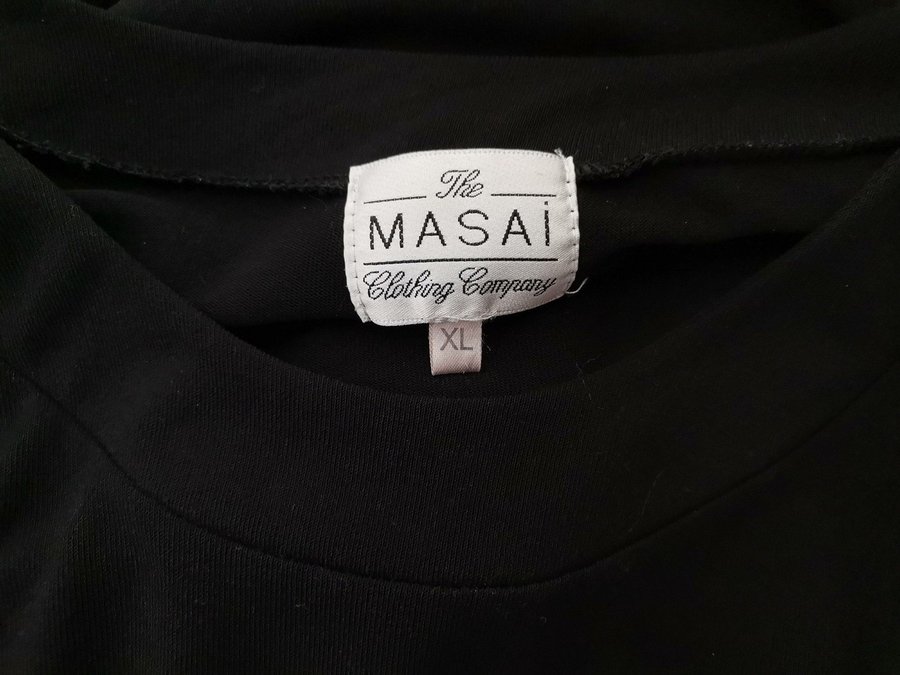 The
MASAi
Clothing Company
XL